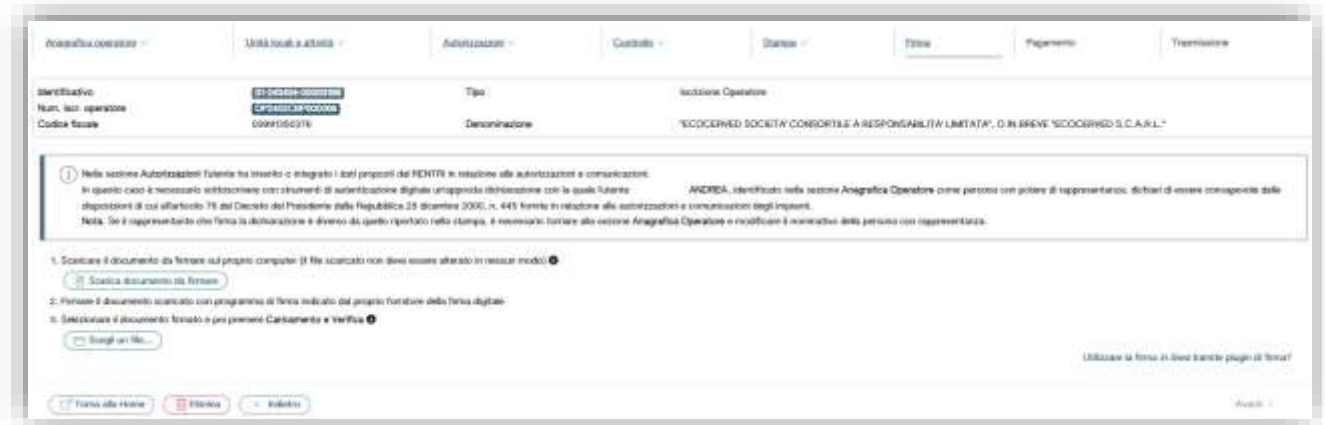 Anagrafica operatore
Unità locali e attività
Autorizzazioni
Controllo
Stampa
Firma
Pagamento
Trasmissione
Identificativo
Tipo
Iscrizione Operatore
Num. iscr. operatore
Codice fiscale
Denominazione
"ECOCERVED SOCIETA' CONSORTILE A RESPONSABILITA' LIMITATA", O IN BREVE "ECOCERVED S.C.A.R.L."
Nella sezione Autorizzazioni l'utente ha inserito o integrato i dati proposti dal RENTRI in relazione alle autorizzazioni e comunicazioni.
In questo caso è necessario sottoscrivere con strumenti di autenticazione digitale un'apposita dichiarazione con la quale l'utente ANDREA, identificato nella sezione Anagrafica Operatore come persona con potere di rappresentanza, dichiari di essere consapevole delle
disposizioni di cui all'articolo 76 del Decreto del Presidente della Repubblica 28 dicembre 2000, n. 445 fornite in relazione alle autorizzazioni e comunicazioni degli impianti.
Nota. Se il rappresentante che firma la dichiarazione è diverso da quello riportato nella stampa, è necessario tornare alla sezione Anagrafica Operatore e modificare il nominativo della persona con rappresentanza.
1. Scaricare il documento da firmare sul proprio computer (il file scaricato non deve essere alterato in nessun modo)
Scarica documento da firmare
2. Firmare il documento scaricato con programma di firma indicato dal proprio fornitore della firma digitale
3. Selezionare il documento firmato e poi premere Caricamento e Verifica
Scegli un file...
Utilizzare la firma in linea tramite plugin di firma?
Torna alla Home
Elimina
Indietro
Avanti